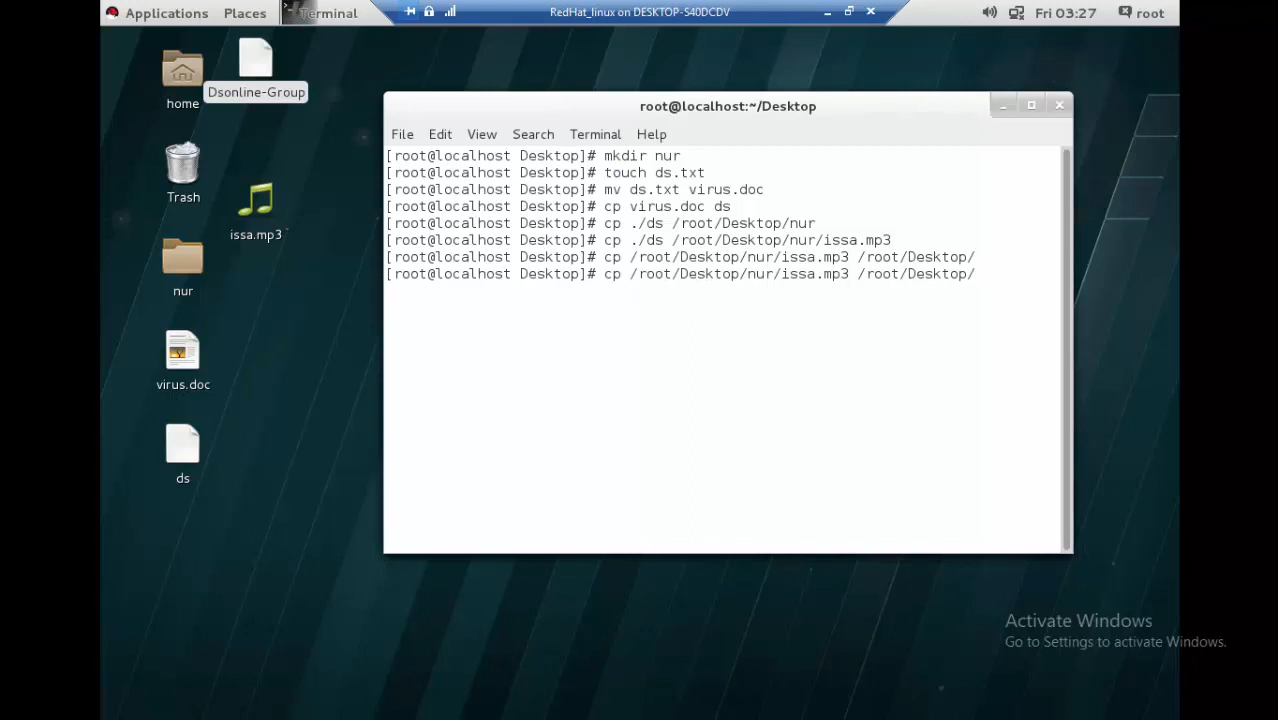 Applications Places Terminal RedHat_linux on DESKTOP-S40DCDV Fri 03:27 root
home
Dsonline-Group
Trash
issa.mp3
nur
virus.doc
ds
root@localhost:~/Desktop
File Edit View Search Terminal Help
[root@localhost Desktop]# mkdir nur
[root@localhost Desktop]# touch ds.txt
[root@localhost Desktop]# mv ds.txt virus.doc
[root@localhost Desktop]# cp virus.doc ds
[root@localhost Desktop]# cp ./ds /root/Desktop/nur
[root@localhost Desktop]# cp ./ds /root/Desktop/nur/issa.mp3
[root@localhost Desktop]# cp /root/Desktop/nur/issa.mp3 /root/Desktop/
[root@localhost Desktop]# cp /root/Desktop/nur/issa.mp3 /root/Desktop/
Activate Windows
Go to Settings to activate Windows.